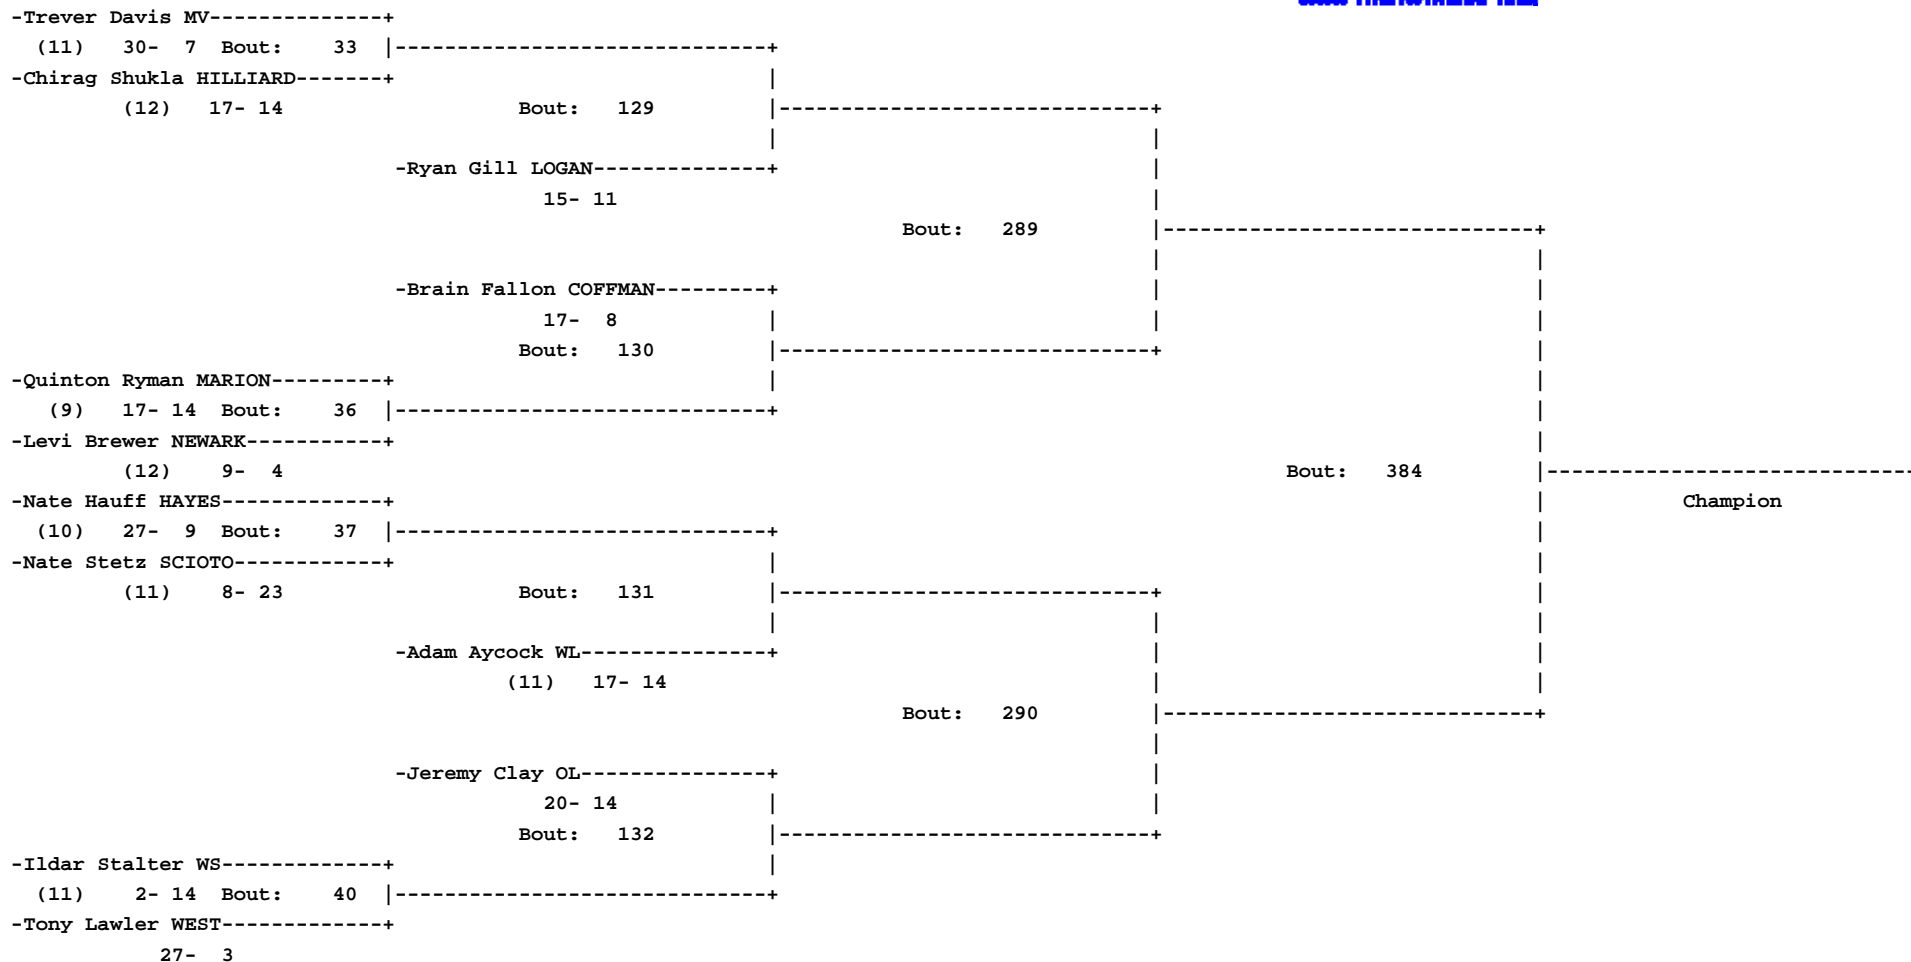 -Trever Davis MV--------------+
(11) 30- 7 Bout: 33 |------------------------------+
-Chirag Shukla HILLIARD-------+ |
(12) 17- 14 Bout: 129 |------------------------------+
| |
-Ryan Gill LOGAN--------------+ |
15- 11 |
Bout: 289 |------------------------------+
| |
-Brain Fallon COFFMAN---------+ | |
17- 8 | | |
Bout: 130 |------------------------------+ |
-Quinton Ryman MARION---------+ | |
(9) 17- 14 Bout: 36 |------------------------------+ |
-Levi Brewer NEWARK-----------+ |
(12) 9- 4 Bout: 384 |------------------------------
-Nate Hauff HAYES-------------+ | Champion
(10) 27- 9 Bout: 37 |------------------------------+ |
-Nate Stetz SCIOTO------------+ | |
(11) 8- 23 Bout: 131 |------------------------------+ |
| | |
-Adam Aycock WL---------------+ | |
(11) 17- 14 | |
Bout: 290 |------------------------------+
|
-Jeremy Clay OL---------------+ |
20- 14 | |
Bout: 132 |------------------------------+
-Ildar Stalter WS-------------+ |
(11) 2- 14 Bout: 40 |------------------------------+
-Tony Lawler WEST-------------+
27- 3